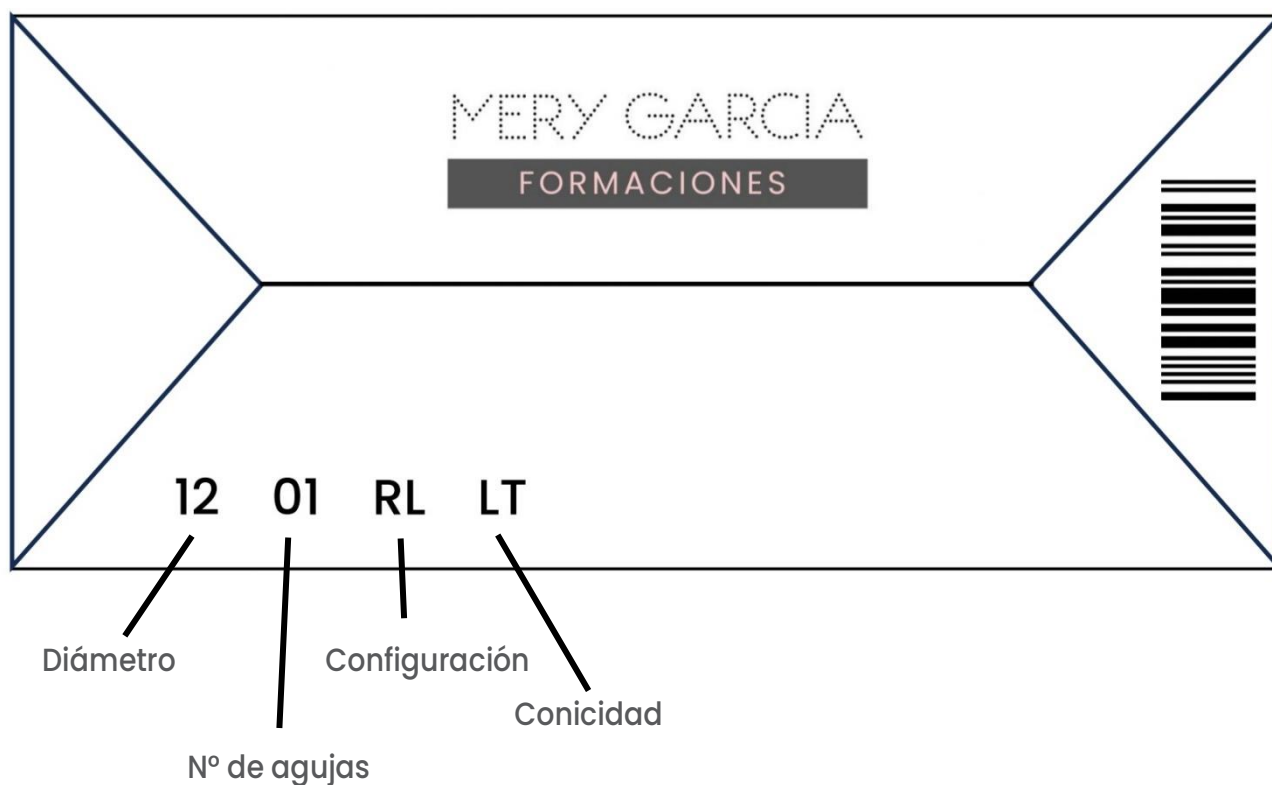 MERY GARCIA
FORMACIONES
12 01 RL LT
Diámetro
Configuración
Conicidad
Nº de agujas